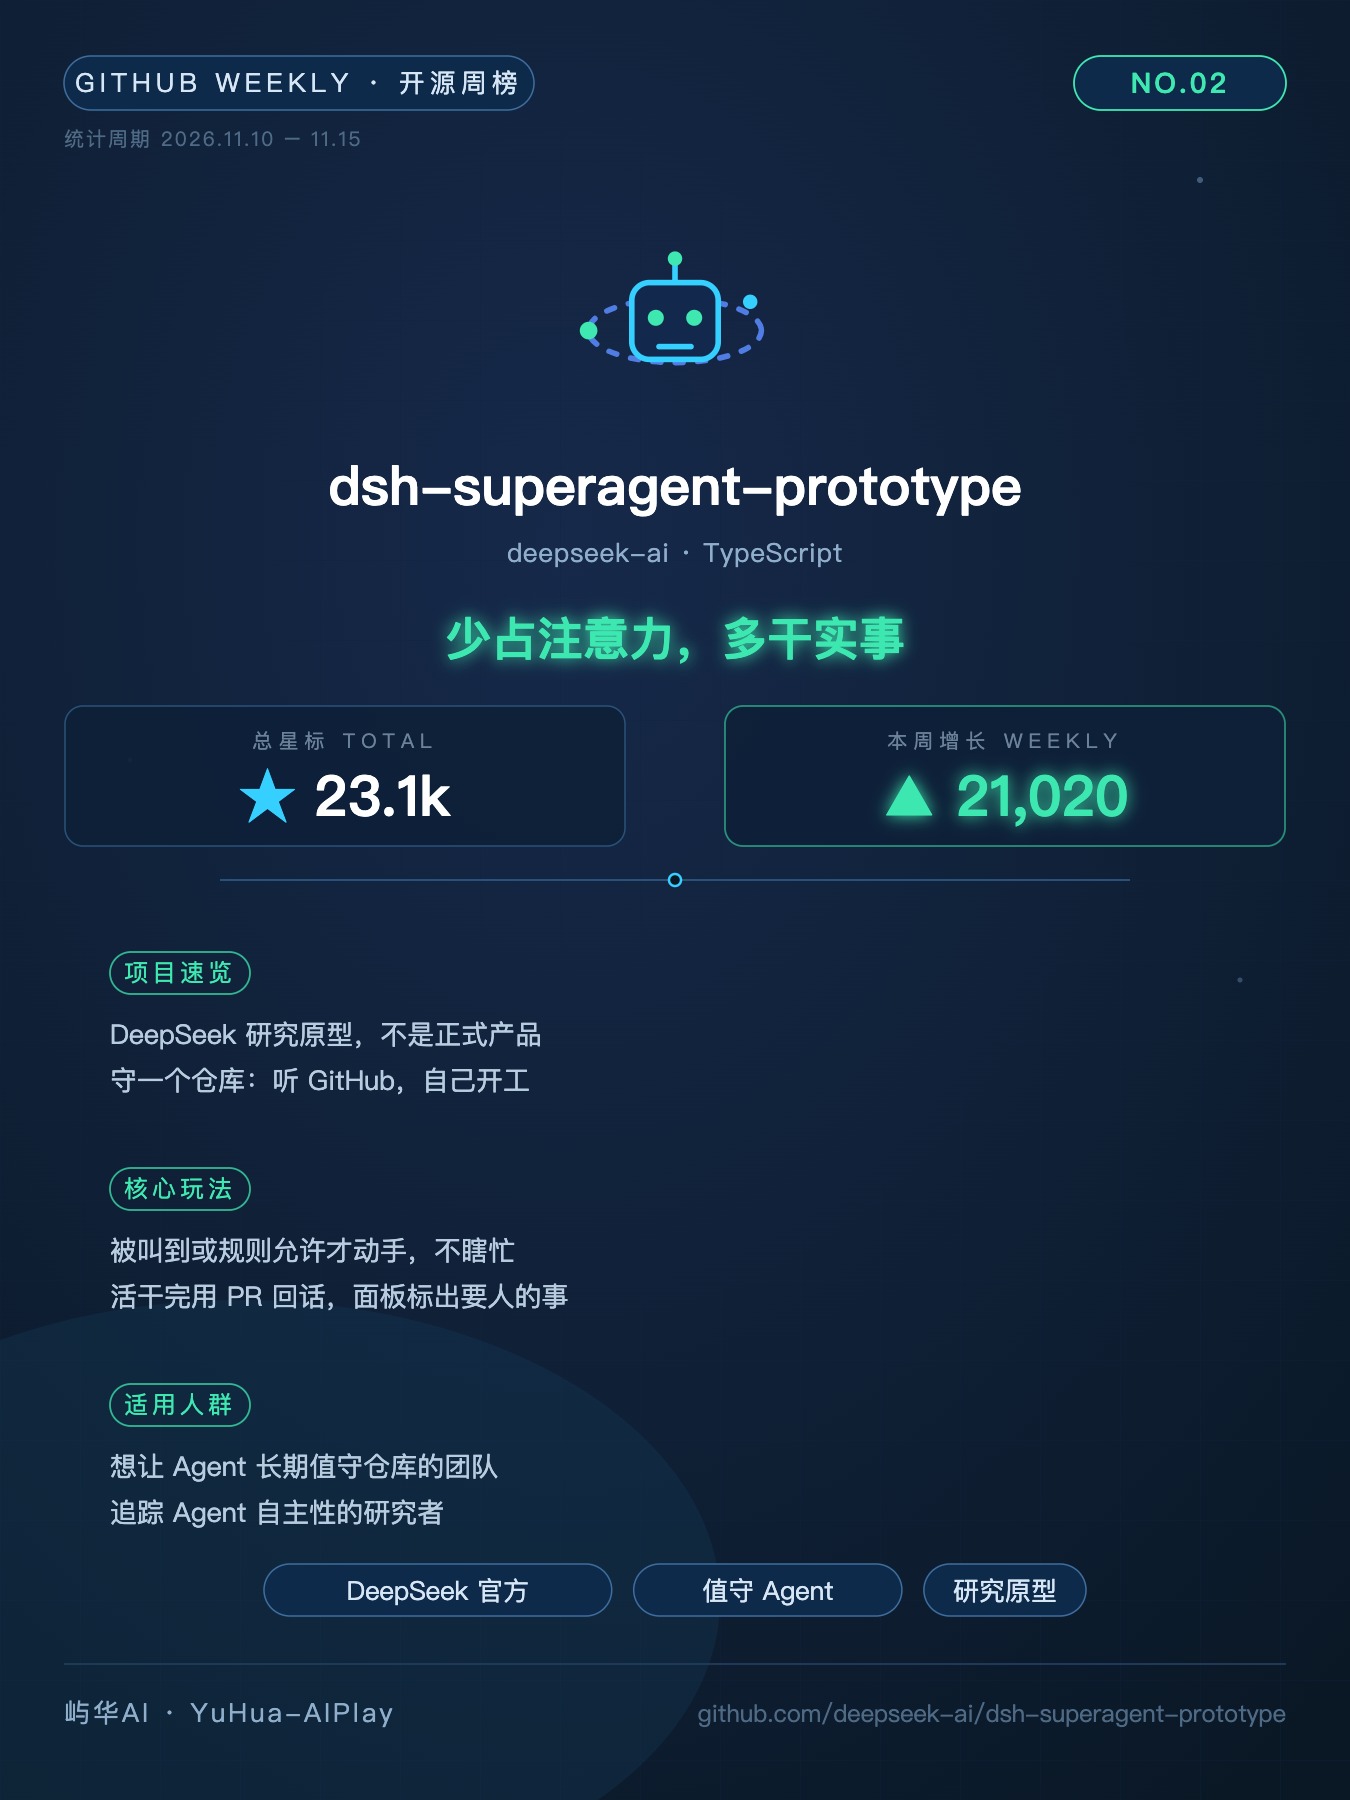 GITHUB WEEKLY · 开源周榜
NO.02
统计周期 2026.11.10 — 11.15
dsh-superagent-prototype
deepseek-ai · TypeScript
少占注意力，多干实事
总星标 TOTAL
★ 23.1k
本周增长 WEEKLY
▲ 21,020
项目速览
DeepSeek 研究原型，不是正式产品
守一个仓库：听 GitHub，自己开工
核心玩法
被叫到或规则允许才动手，不瞎忙
活干完用 PR 回话，面板标出要人的事
适用人群
想让 Agent 长期值守仓库的团队
追踪 Agent 自主性的研究者
DeepSeek 官方
值守 Agent
研究原型
屿华AI · YuHua-AIPlay
github.com/deepseek-ai/dsh-superagent-prototype